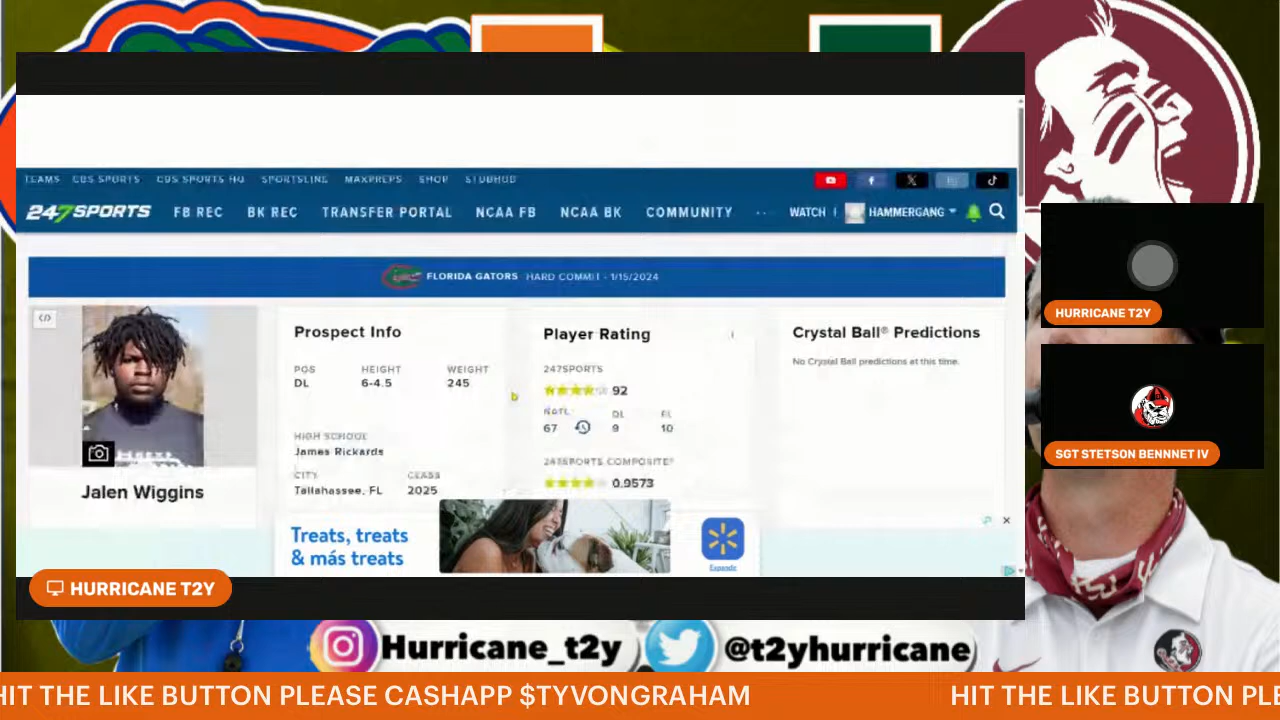 TEAMS CBS SPORTS CBS SPORTS HQ SPORTSLINE MAXPREPS SHOP STUBHUB
247SPORTS FB REC BK REC TRANSFER PORTAL NCAA FB NCAA BK COMMUNITY ... WATCH | HAMMERGANG
FLORIDA GATORS HARD COMMIT - 1/15/2024
</>
Jalen Wiggins
Prospect Info
POS HEIGHT WEIGHT
DL 6-4.5 245
HIGH SCHOOL
James Rickards
CITY CLASS
Tallahassee, FL 2025
Player Rating
247SPORTS
92
NATL. DL FL
67 9 10
247SPORTS COMPOSITE®
0.9573
Crystal Ball® Predictions
No Crystal Ball predictions at this time.
Treats, treats
& más treats
HURRICANE T2Y
SGT STETSON BENNNET IV
HURRICANE T2Y
Hurricane_t2y @t2yhurricane
HIT THE LIKE BUTTON PLEASE CASHAPP $TYVONGRAHAM HIT THE LIKE BUTTON PLE